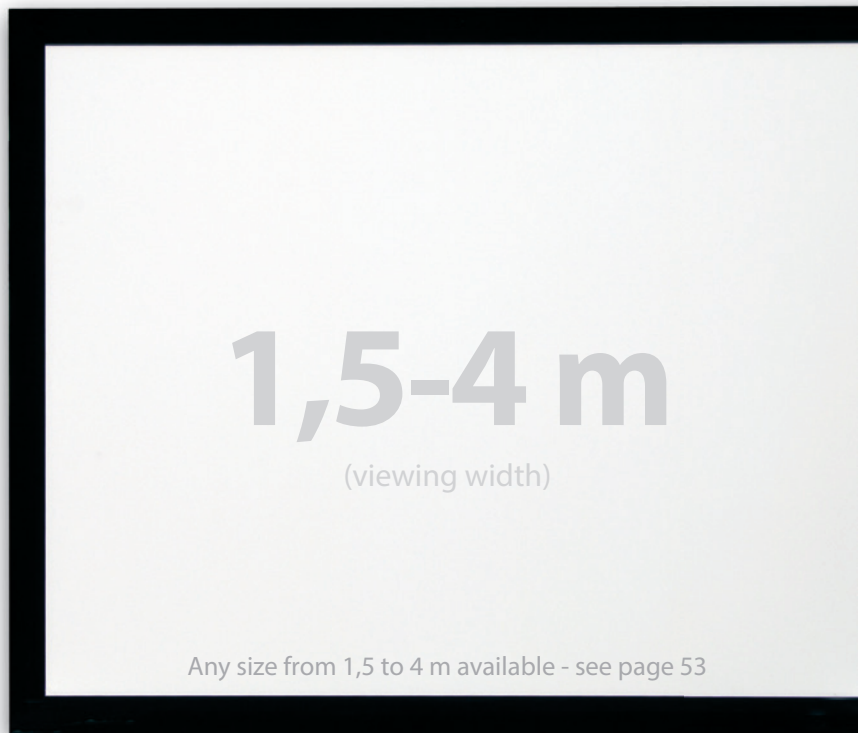 1,5-4 m
(viewing width)
Any size from 1,5 to 4 m available - see page 53